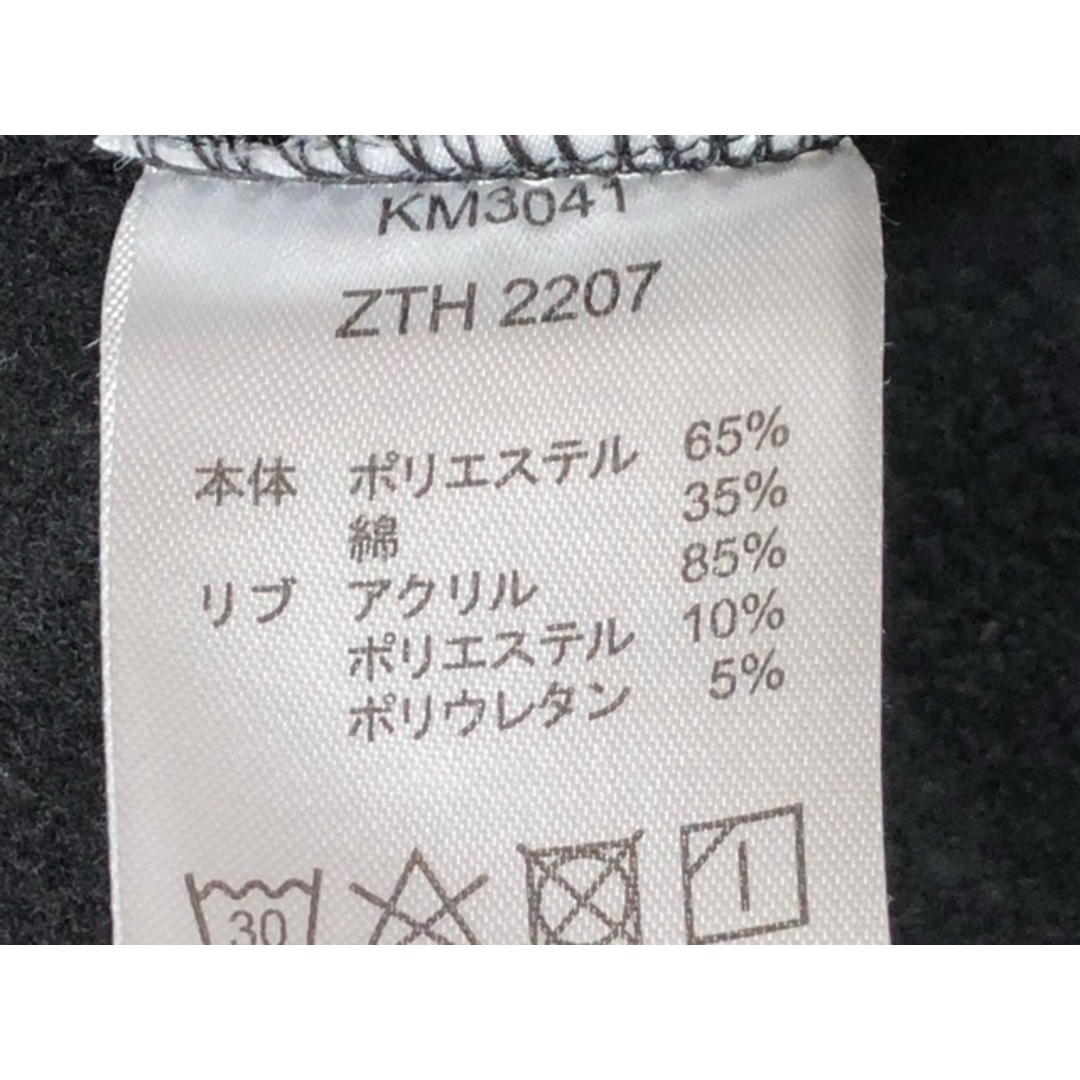 KM3041
ZTH 2207
本体 ポリエステル 65%
綿 35%
リブ アクリル 85%
ポリエステル 10%
ポリウレタン 5%
30